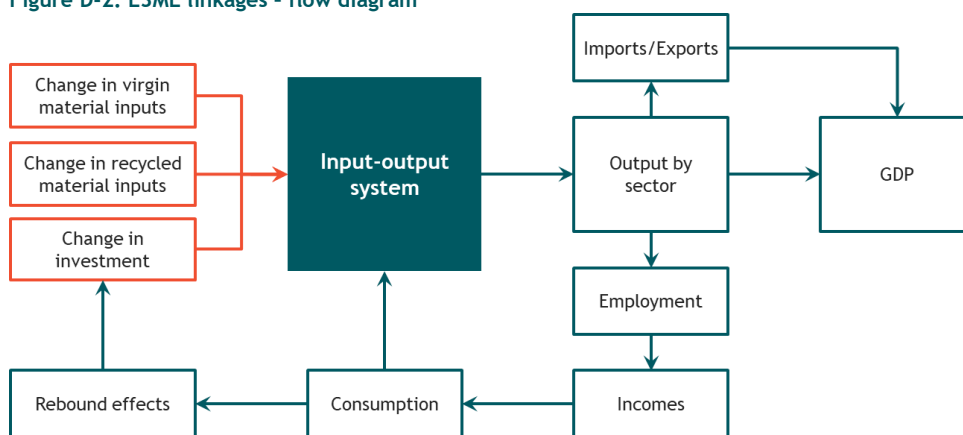 Figure D-2. E3ME linkages – flow diagram
Imports/Exports
Change in virgin
material inputs
Change in recycled
material inputs
Change in
investment
Input-output
system
Output by
sector
GDP
Employment
Rebound effects
Consumption
Incomes